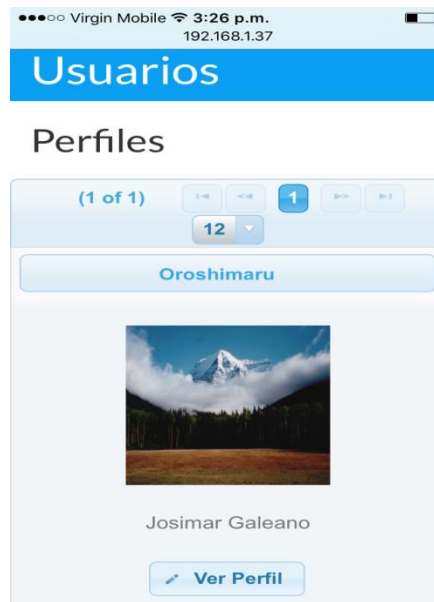 Virgin Mobile 3:26 p.m.
192.168.1.37
Usuarios
Perfiles
(1 of 1) 1
12
Oroshimaru
Josimar Galeano
Ver Perfil